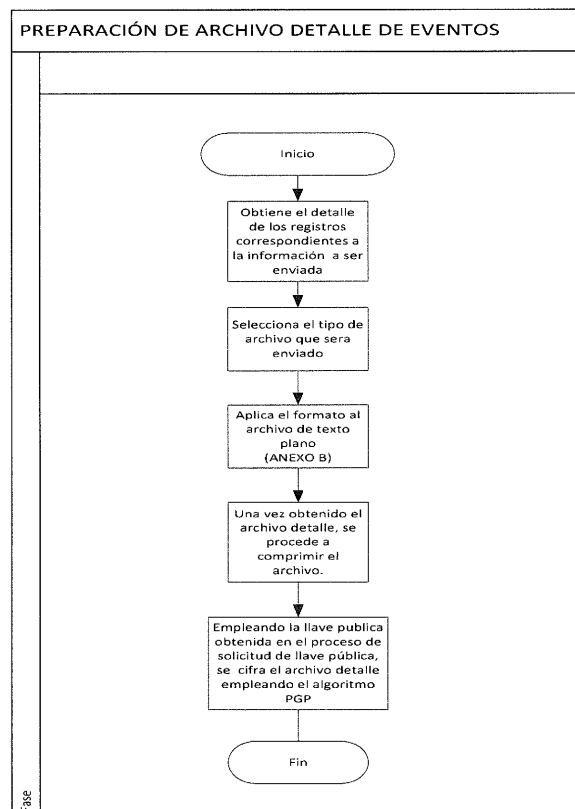 PREPARACIÓN DE ARCHIVO DETALLE DE EVENTOS
Inicio
Obtiene el detalle
de los registros
correspondientes a
la información a ser
enviada
Selecciona el tipo de
archivo que sera
enviado
Aplica el formato al
archivo de texto
plano
(ANEXO B)
Una vez obtenido el
archivo detalle, se
procede a
comprimir el
archivo.
Empleando la llave publica
obtenida en el proceso de
solicitud de llave pública,
se cifra el archivo detalle
empleando el algoritmo
PGP
Fin
Fase